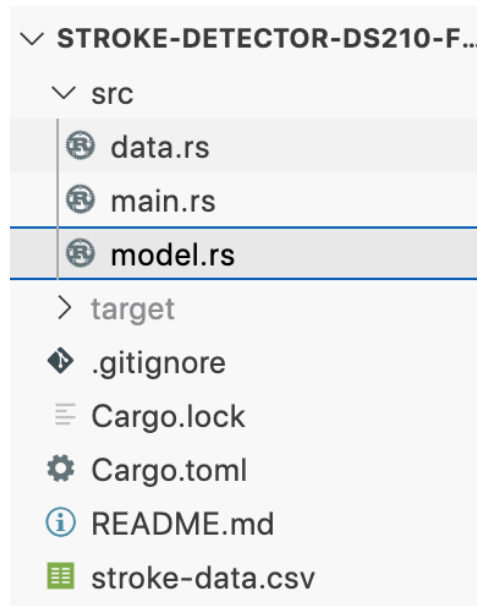 STROKE-DETECTOR-DS210-F...
src
data.rs
main.rs
model.rs
target
.gitignore
Cargo.lock
Cargo.toml
README.md
stroke-data.csv